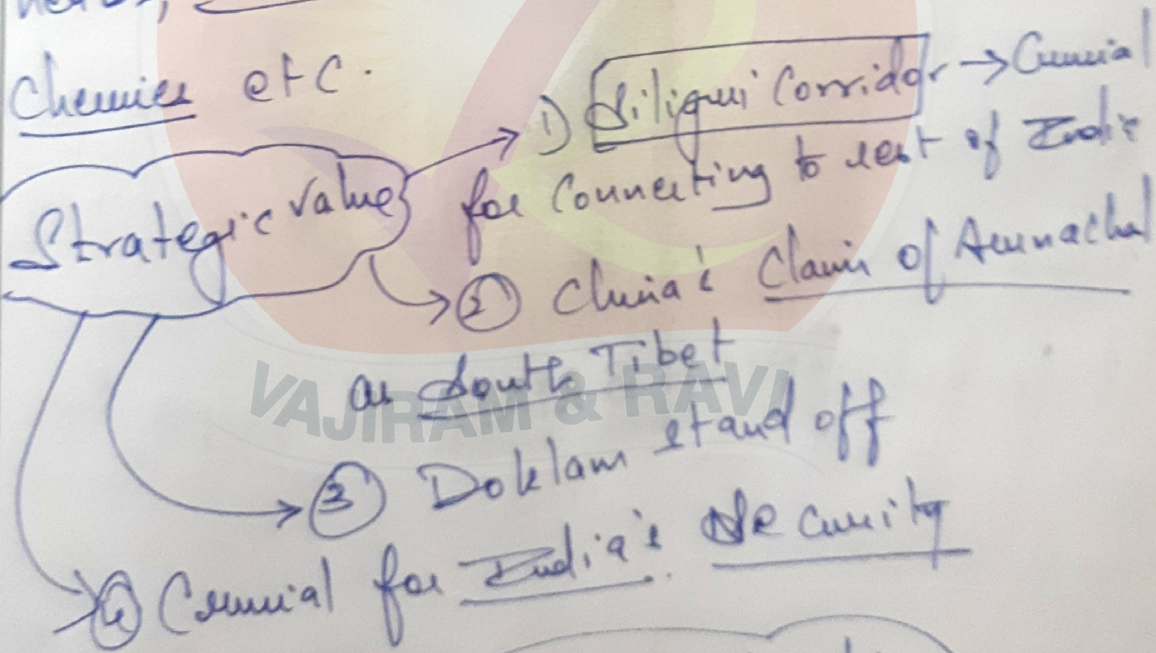 Chemies etc.
1) Siliguri Corridor → Crucial
Strategic Values for Connecting to rest of India
② China's Claim of Arunachal
as South Tibet
VAJIRAM & RAVI
③ Doklam stand off
④ Crucial for India's Security